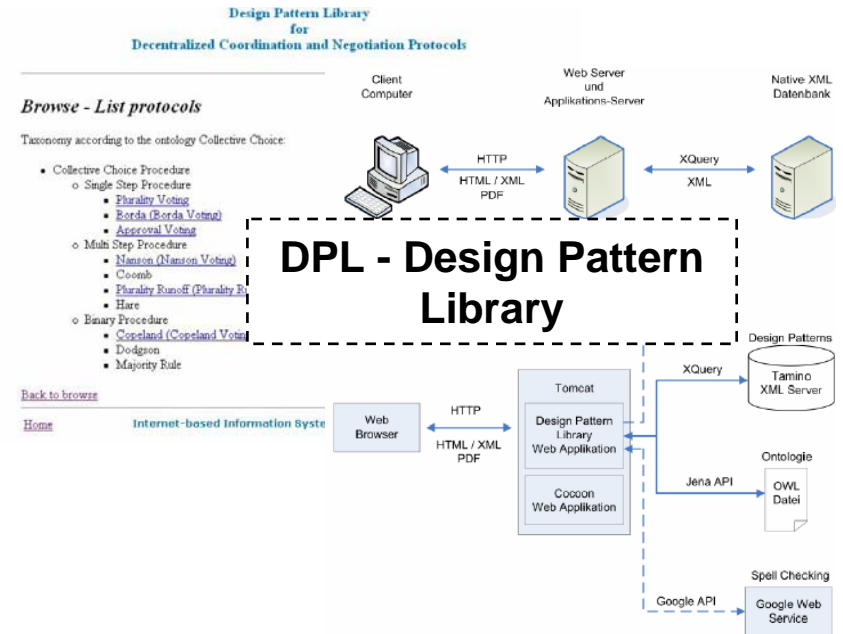 Design Pattern Library
for
Decentralized Coordination and Negotiation Protocols
Browse - List protocols
Taxonomy according to the ontology Collective Choice:
Collective Choice Procedure
Single Step Procedure
Plurality Voting
Borda (Borda Voting)
Approval Voting
Multi Step Procedure
Nanson (Nanson Voting)
Coomb
Plurality Runoff (Plurality
Hare
Binary Procedure
Copeland (Copeland
Dodgson
Majority Rule
Back to browse
Home
Internet-based Information
Client
Computer
Web Server
und
Applikations-Server
Native XML
Datenbank
HTTP
HTML / XML
PDF
XQuery
XML
DPL - Design Pattern
Library
Design Patterns
Tomcat
XQuery
Tamino
XML Server
Web
Browser
HTTP
HTML / XML
PDF
Design Pattern
Library
Web Applikation
Cocoon
Web Applikation
Ontologie
Jena API
OWL
Datei
Spell Checking
Google API
Google Web
Service